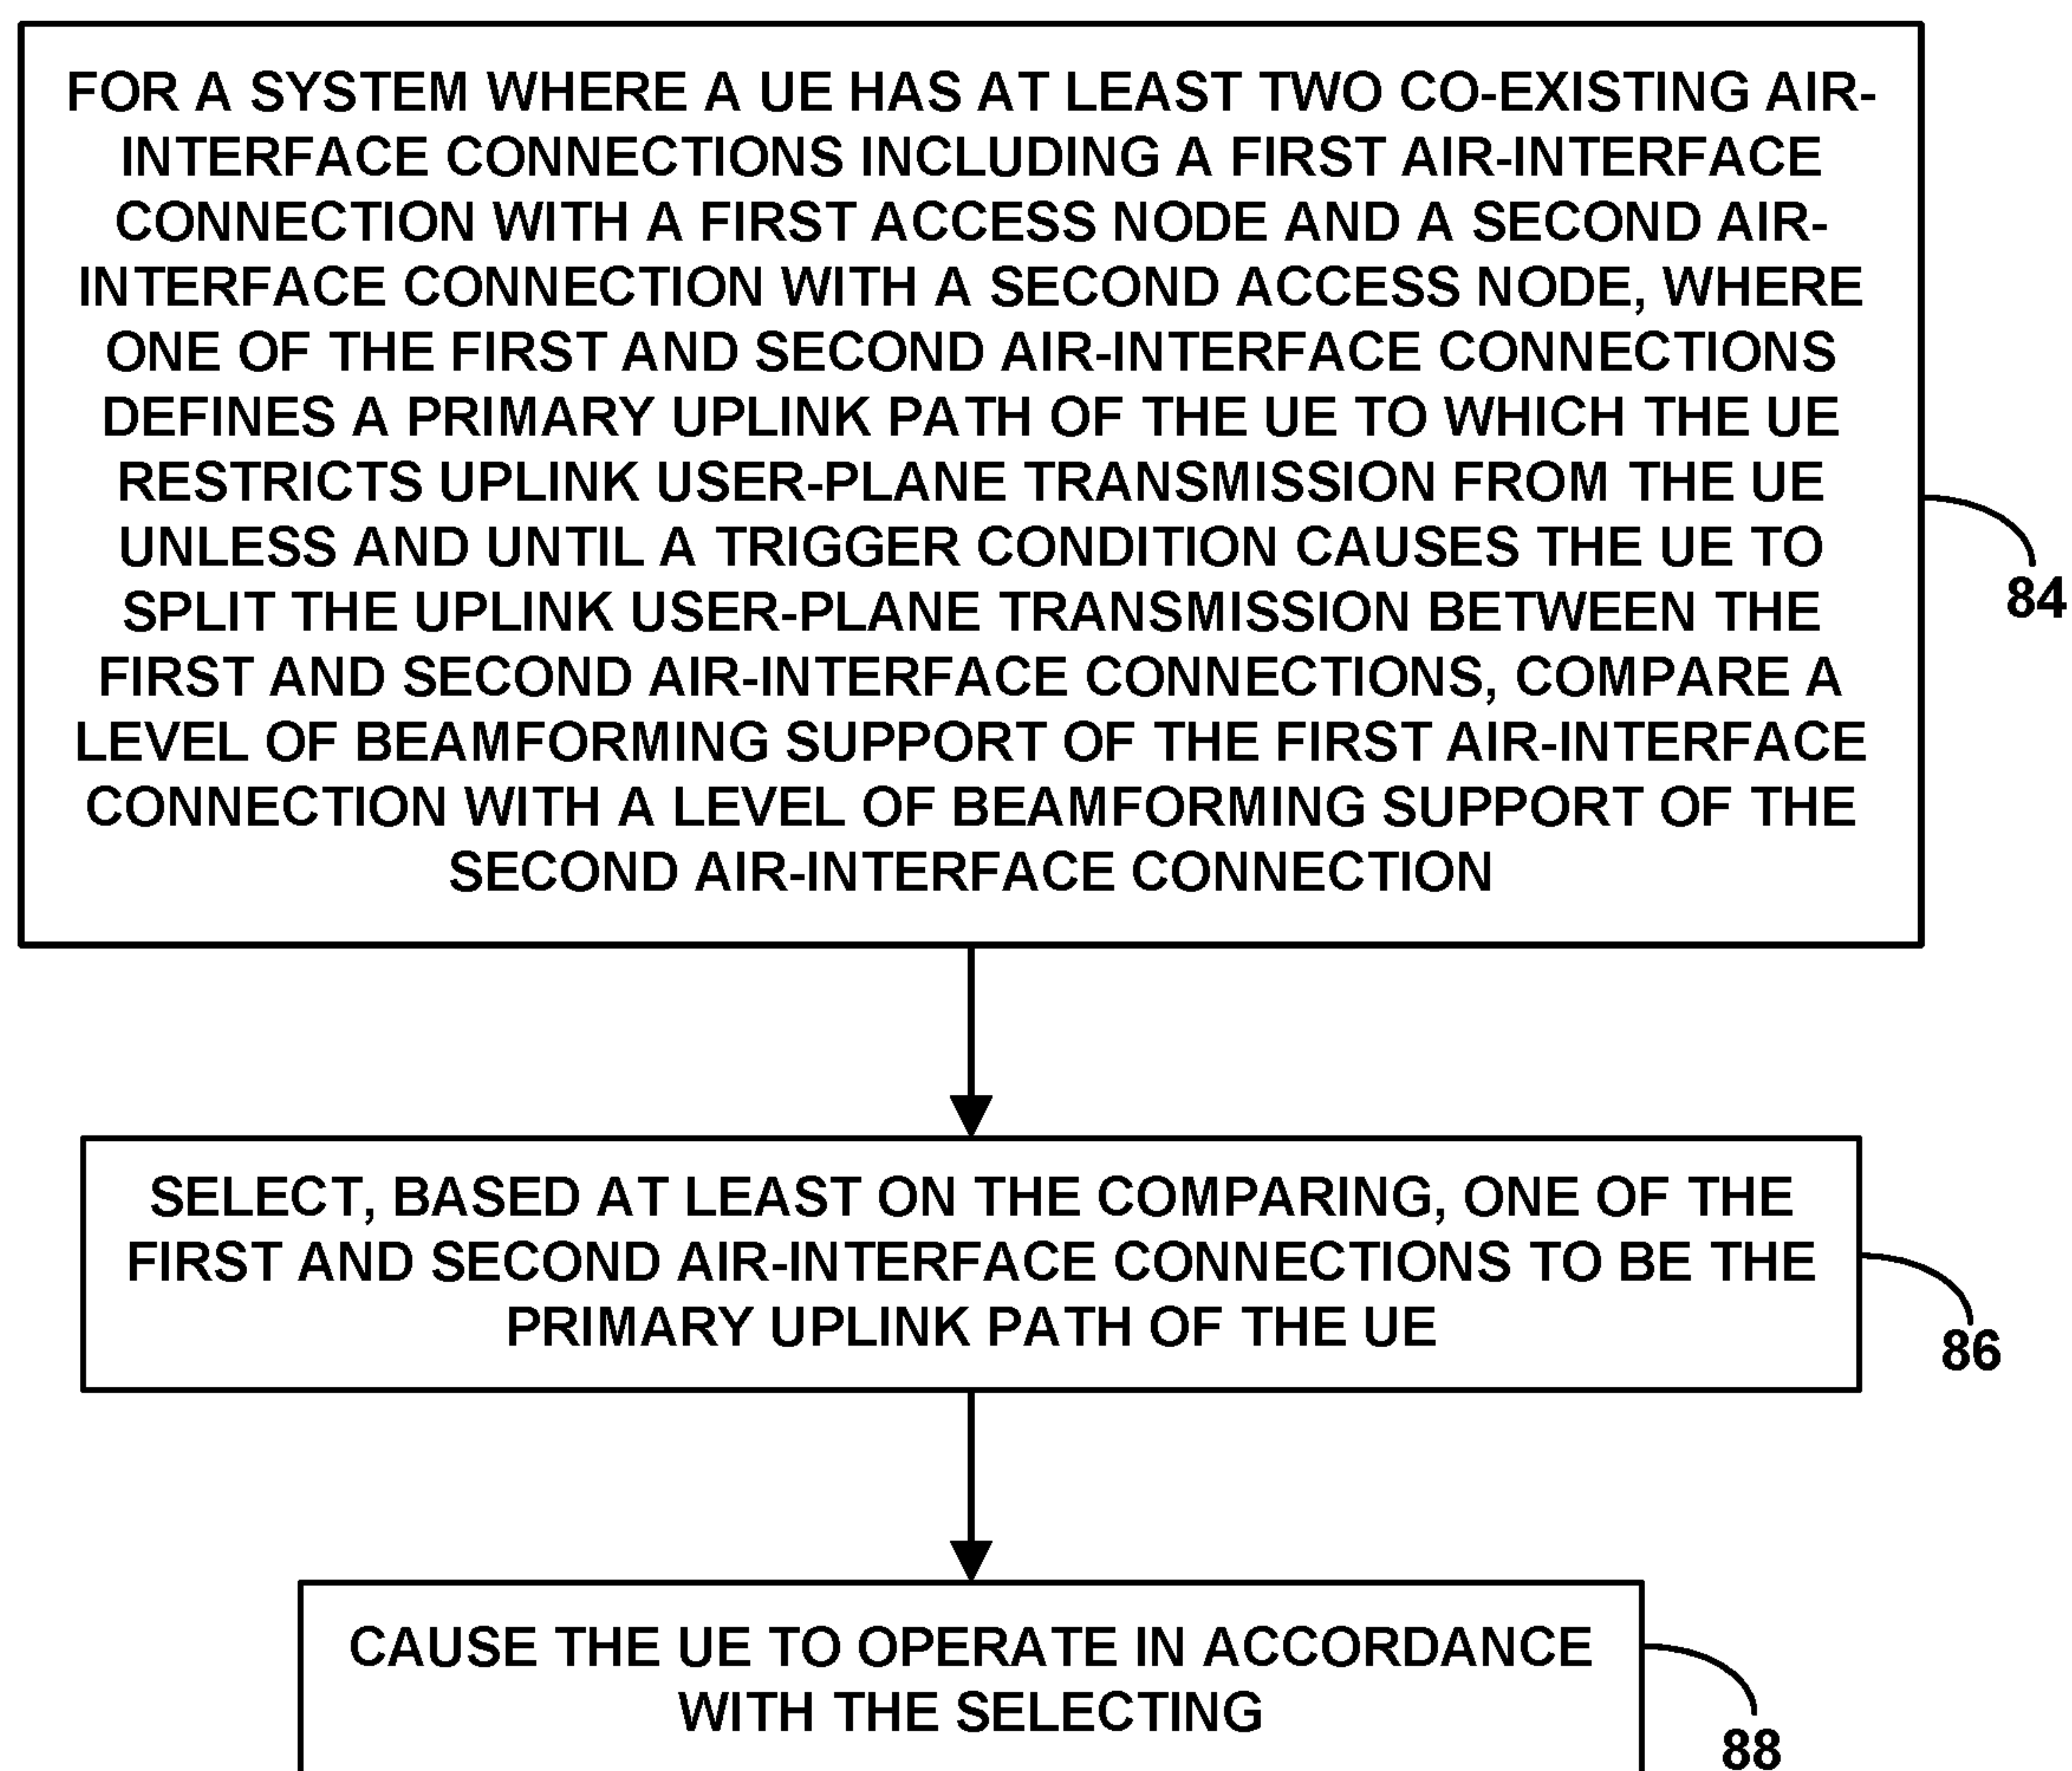 FOR A SYSTEM WHERE A UE HAS AT LEAST TWO CO-EXISTING AIR-
INTERFACE CONNECTIONS INCLUDING A FIRST AIR-INTERFACE
CONNECTION WITH A FIRST ACCESS NODE AND A SECOND AIR-
INTERFACE CONNECTION WITH A SECOND ACCESS NODE, WHERE
ONE OF THE FIRST AND SECOND AIR-INTERFACE CONNECTIONS
DEFINES A PRIMARY UPLINK PATH OF THE UE TO WHICH THE UE
RESTRICTS UPLINK USER-PLANE TRANSMISSION FROM THE UE
UNLESS AND UNTIL A TRIGGER CONDITION CAUSES THE UE TO
SPLIT THE UPLINK USER-PLANE TRANSMISSION BETWEEN THE
FIRST AND SECOND AIR-INTERFACE CONNECTIONS, COMPARE A
LEVEL OF BEAMFORMING SUPPORT OF THE FIRST AIR-INTERFACE
CONNECTION WITH A LEVEL OF BEAMFORMING SUPPORT OF THE
SECOND AIR-INTERFACE CONNECTION
84
SELECT, BASED AT LEAST ON THE COMPARING, ONE OF THE
FIRST AND SECOND AIR-INTERFACE CONNECTIONS TO BE THE
PRIMARY UPLINK PATH OF THE UE
86
CAUSE THE UE TO OPERATE IN ACCORDANCE
WITH THE SELECTING
88